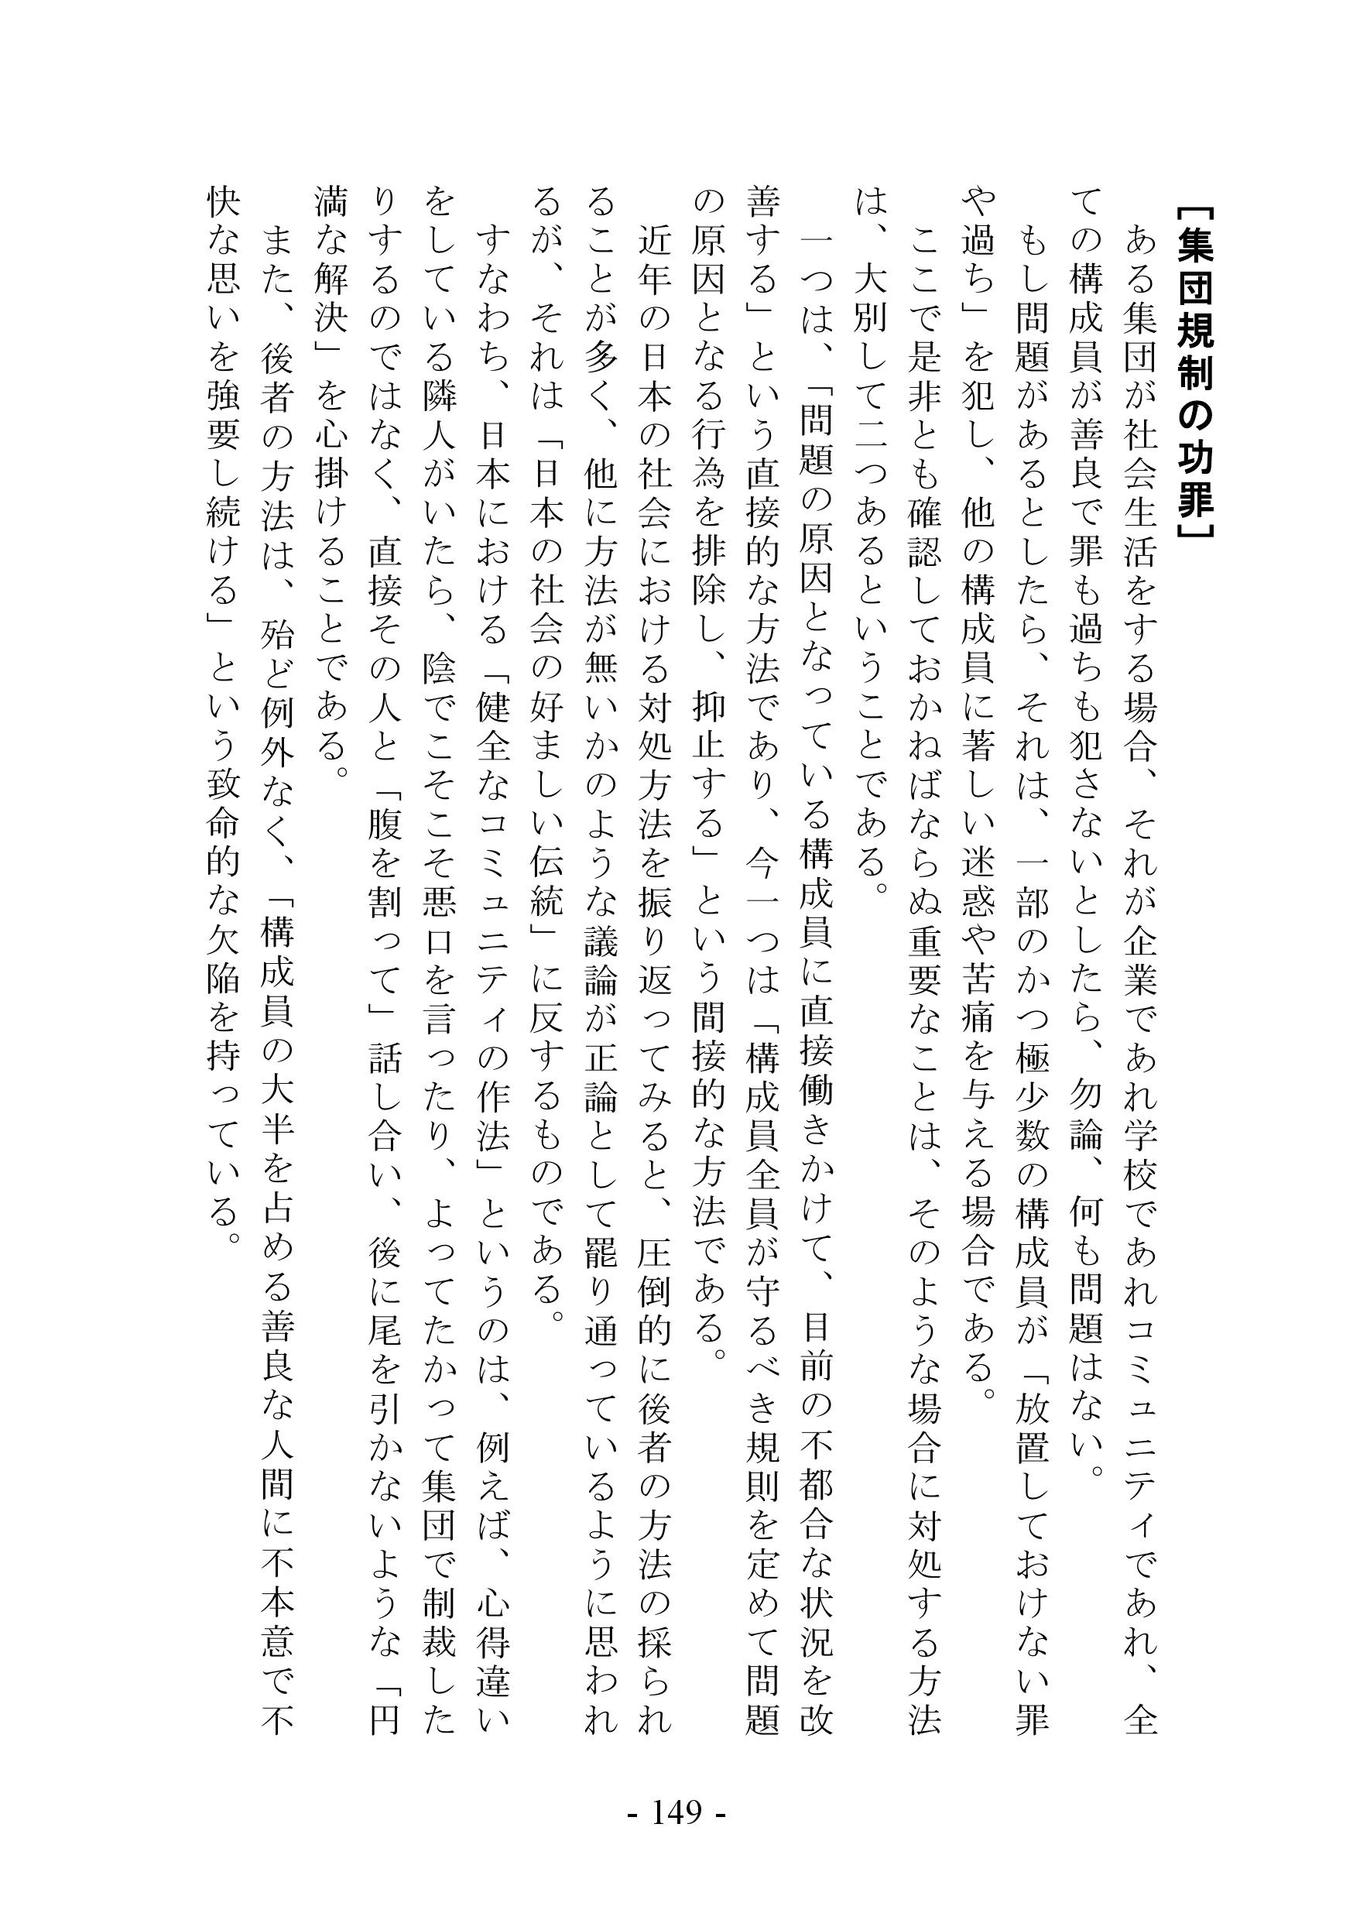 [集団規制の功罪]
　ある集団が社会生活をする場合、それが企業であれ学校であれコミュニティであれ、全
ての構成員が善良で罪も過ちも犯さないとしたら、勿論、何も問題はない。
　もし問題があるとしたら、それは、一部のかつ極少数の構成員が「放置しておけない罪
や過ち」を犯し、他の構成員に著しい迷惑や苦痛を与える場合である。
　ここで是非とも確認しておかねばならぬ重要なことは、そのような場合に対処する方法
は、大別して二つあるということである。
　一つは、「問題の原因となっている構成員に直接働きかけて、目前の不都合な状況を改
善する」という直接的な方法であり、今一つは「構成員全員が守るべき規則を定めて問題
の原因となる行為を排除し、抑止する」という間接的な方法である。
　近年の日本の社会における対処方法を振り返ってみると、圧倒的に後者の方法の採られ
ることが多く、他に方法が無いかのような議論が正論として罷り通っているように思われ
るが、それは「日本の社会の好ましい伝統」に反するものである。
　すなわち、日本における「健全なコミュニティの作法」というのは、例えば、心得違い
をしている隣人がいたら、陰でこそこそ悪口を言ったり、よってたかって集団で制裁した
りするのではなく、直接その人と「腹を割って」話し合い、後に尾を引かないような「円
満な解決」を心掛けることである。
　また、後者の方法は、殆ど例外なく、「構成員の大半を占める善良な人間に不本意で不
快な思いを強要し続ける」という致命的な欠陥を持っている。
- 149 -